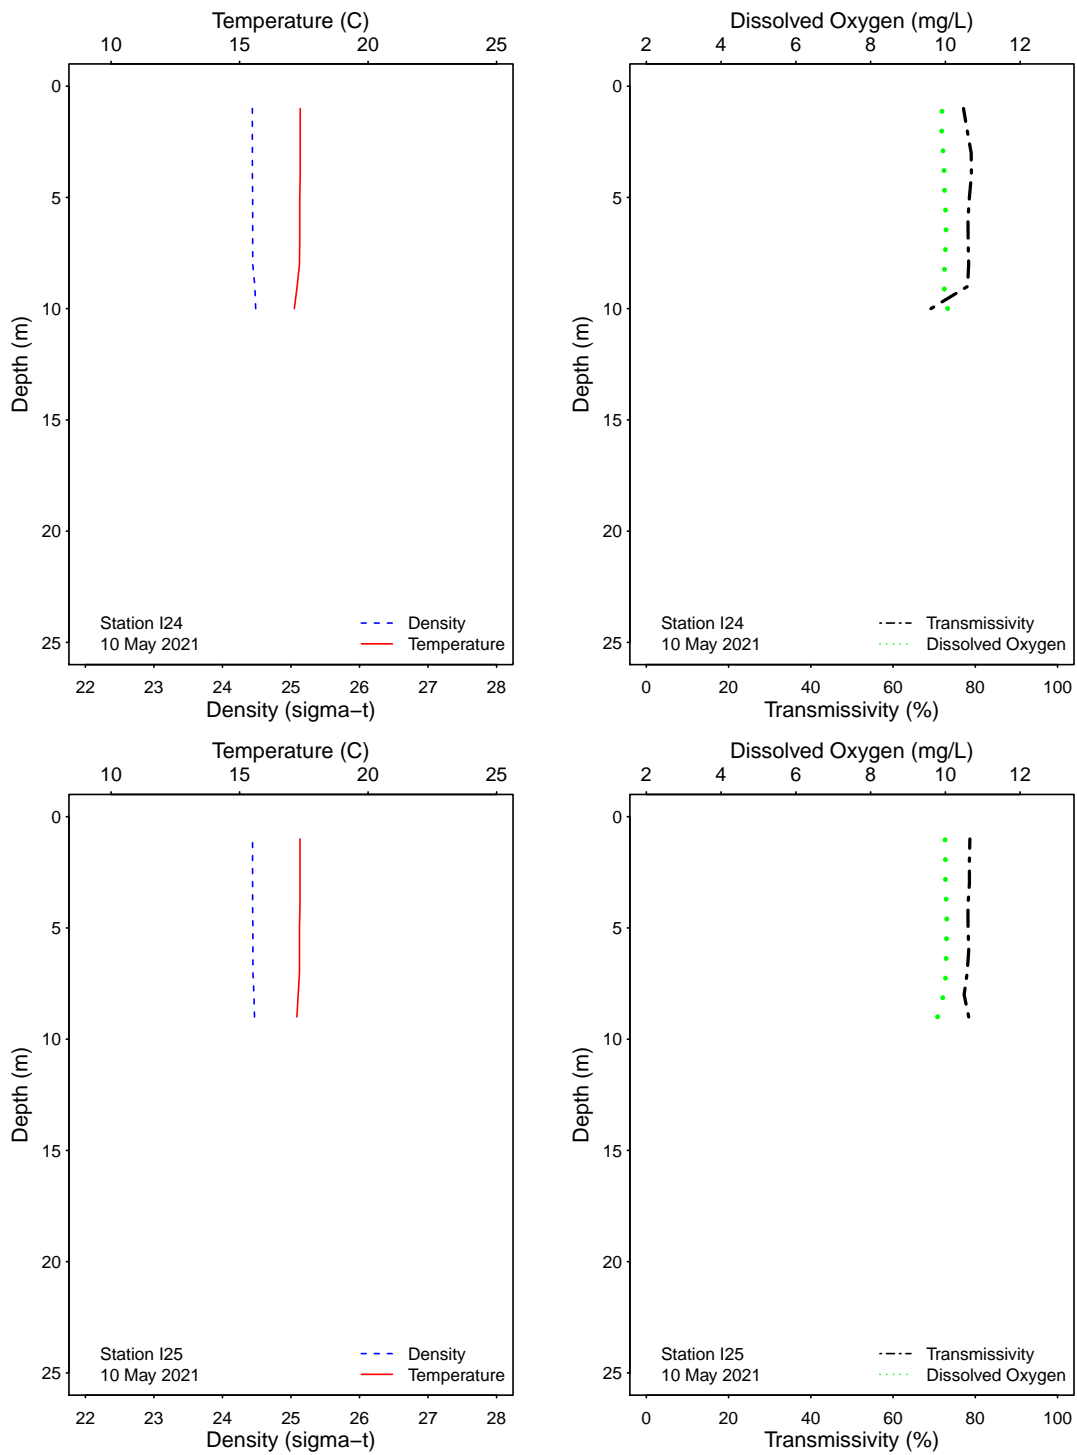 Temperature (C)
10 15 20 25
0
5
10
15
20
25
Depth (m)
Station I24
10 May 2021
Density
Temperature
22 23 24 25 26 27 28
Density (sigma−t)
Dissolved Oxygen (mg/L)
2 4 6 8 10 12
0
5
10
15
20
25
Depth (m)
Station I24
10 May 2021
Transmissivity
Dissolved Oxygen
0 20 40 60 80 100
Transmissivity (%)
Temperature (C)
10 15 20 25
0
5
10
15
20
25
Depth (m)
Station I25
10 May 2021
Density
Temperature
22 23 24 25 26 27 28
Density (sigma−t)
Dissolved Oxygen (mg/L)
2 4 6 8 10 12
0
5
10
15
20
25
Depth (m)
Station I25
10 May 2021
Transmissivity
Dissolved Oxygen
0 20 40 60 80 100
Transmissivity (%)